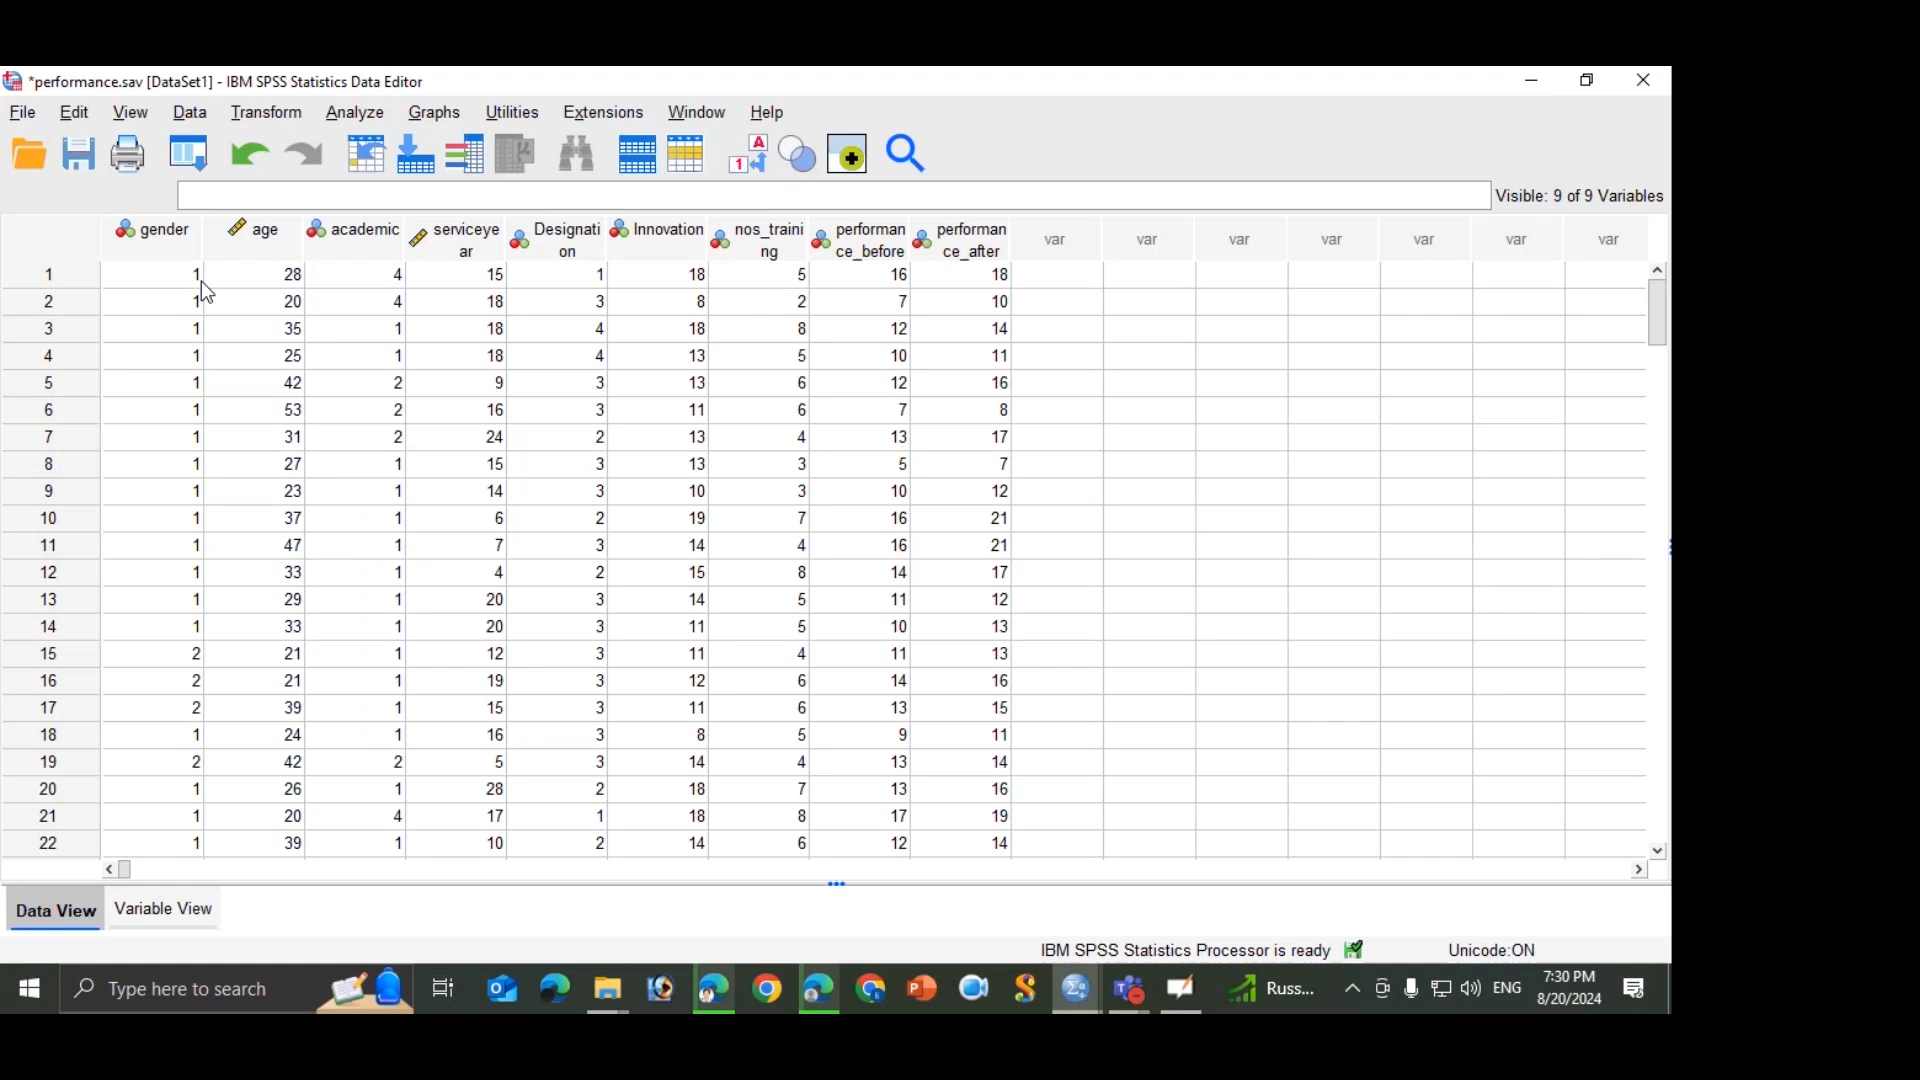 *performance.sav [DataSet1] - IBM SPSS Statistics Data Editor
File Edit View Data Transform Analyze Graphs Utilities Extensions Window Help
Visible: 9 of 9 Variables
gender age academic serviceyear Designation Innovation nos_training performance_before performance_after var var var var var var var
1 1 28 4 15 1 18 5 16 18
2 1 20 4 18 3 8 2 7 10
3 1 35 1 18 4 18 8 12 14
4 1 25 1 18 4 13 5 10 11
5 1 42 2 9 3 13 6 12 16
6 1 53 2 16 3 11 6 7 8
7 1 31 2 24 2 13 4 13 17
8 1 27 1 15 3 13 3 5 7
9 1 23 1 14 3 10 3 10 12
10 1 37 1 6 2 19 7 16 21
11 1 47 1 7 3 14 4 16 21
12 1 33 1 4 2 15 8 14 17
13 1 29 1 20 3 14 5 11 12
14 1 33 1 20 3 11 5 10 13
15 2 21 1 12 3 11 4 11 13
16 2 21 1 19 3 12 6 14 16
17 2 39 1 15 3 11 6 13 15
18 1 24 1 16 3 8 5 9 11
19 2 42 2 5 3 14 4 13 14
20 1 26 1 28 2 18 7 13 16
21 1 20 4 17 1 18 8 17 19
22 1 39 1 10 2 14 6 12 14
Data View Variable View
IBM SPSS Statistics Processor is ready Unicode:ON
Type here to search Russ... ENG 7:30 PM
8/20/2024